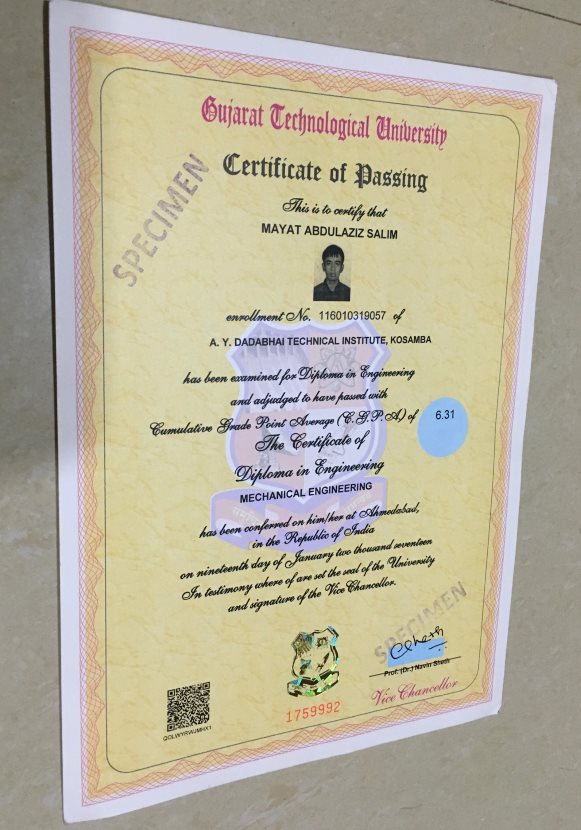 Gujarat Technological University
Certificate of Passing
SPECIMEN
This is to certify that
MAYAT ABDULAZIZ SALIM
enrollment No. 116010319057 of
A. Y. DADABHAI TECHNICAL INSTITUTE, KOSAMBA
has been examined for Diploma in Engineering
and adjudged to have passed with
Cumulative Grade Point Average (C.G.P.A) of 6.31
The Certificate of
Diploma in Engineering
MECHANICAL ENGINEERING
has been conferred on him/her at Ahmedabad,
in the Republic of India
on nineteenth day of January two thousand seventeen
In testimony where of are set the seal of the University
and signature of the Vice Chancellor.
SPECIMEN
Prof. (Dr.) Navin Sheth
Vice Chancellor
1759992